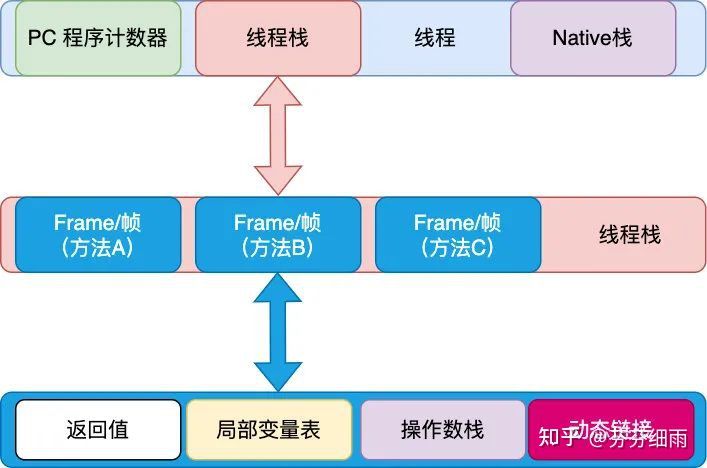 PC 程序计数器
线程栈
线程
Native栈
Frame/帧
（方法A）
Frame/帧
（方法B）
Frame/帧
（方法C）
线程栈
返回值
局部变量表
操作数栈
动态链接
知乎 @芬芬细雨